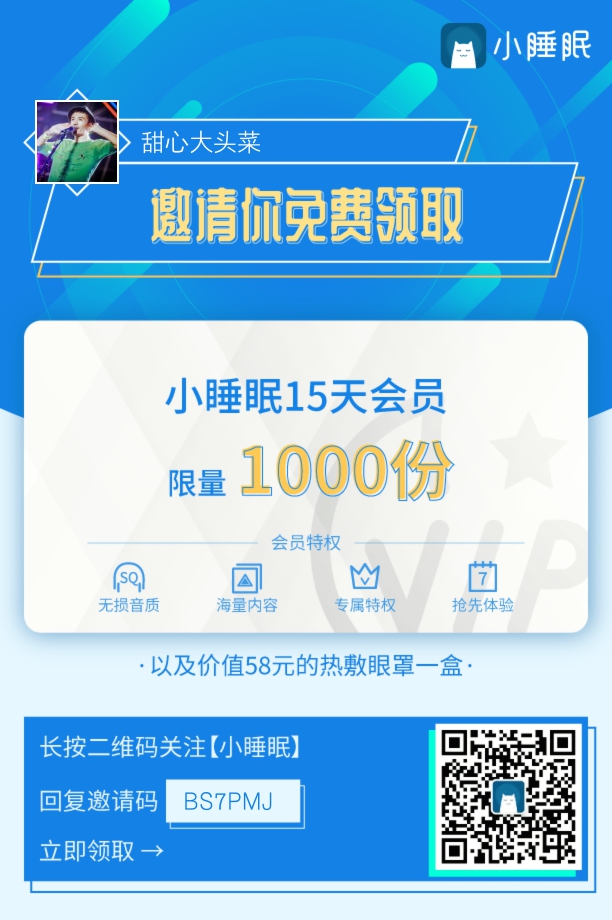 小睡眠
甜心大头菜
邀请你免费领取
小睡眠15天会员
限量 1000份
会员特权
SQ
7
无损音质 海量内容 专属特权 抢先体验
VIP
·以及价值58元的热敷眼罩一盒·
长按二维码关注【小睡眠】
回复邀请码 BS7PMJ
立即领取 →